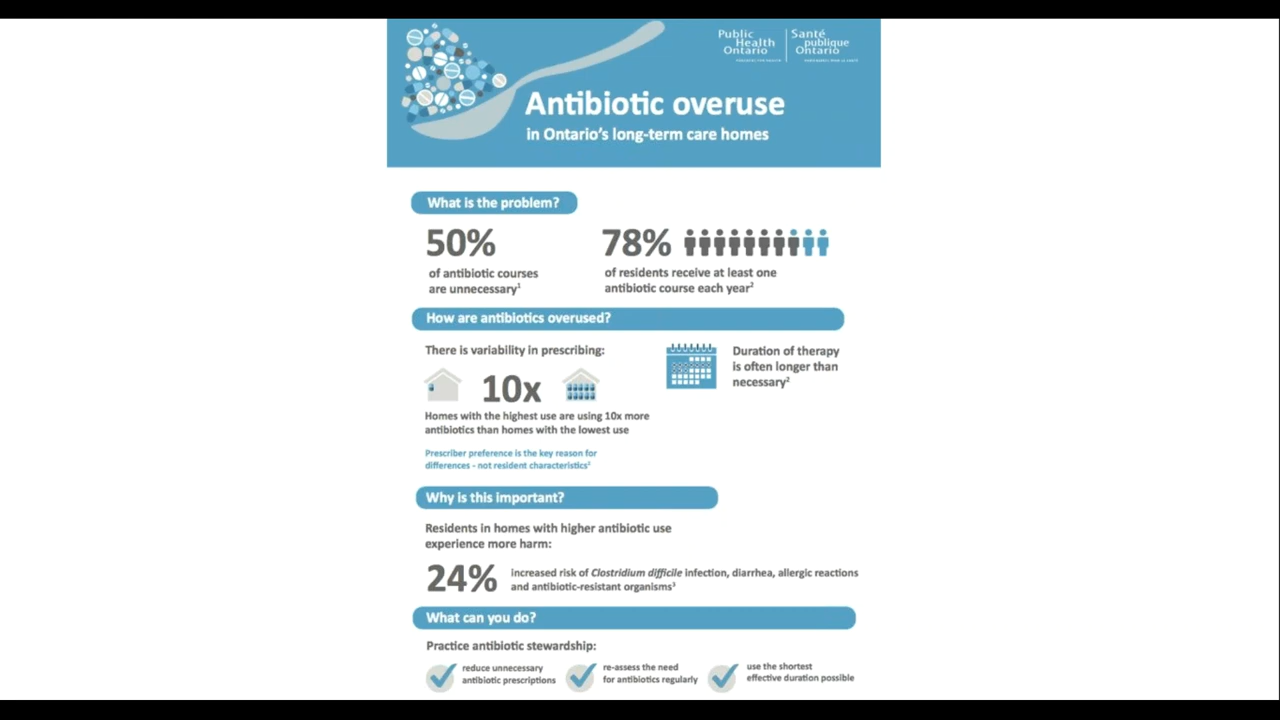 Public
Health
Ontario
Santé
publique
Ontario
Antibiotic overuse
in Ontario's long-term care homes
What is the problem?
50%
of antibiotic courses
are unnecessary¹
78%
of residents receive at least one
antibiotic course each year²
How are antibiotics overused?
There is variability in prescribing:
10x
Homes with the highest use are using 10x more
antibiotics than homes with the lowest use
Prescriber preference is the key reason for
differences - not resident characteristics²
Duration of therapy
is often longer than
necessary²
Why is this important?
Residents in homes with higher antibiotic use
experience more harm:
24%
increased risk of Clostridium difficile infection, diarrhea, allergic reactions
and antibiotic-resistant organisms³
What can you do?
Practice antibiotic stewardship:
reduce unnecessary
antibiotic prescriptions
re-assess the need
for antibiotics regularly
use the shortest
effective duration possible